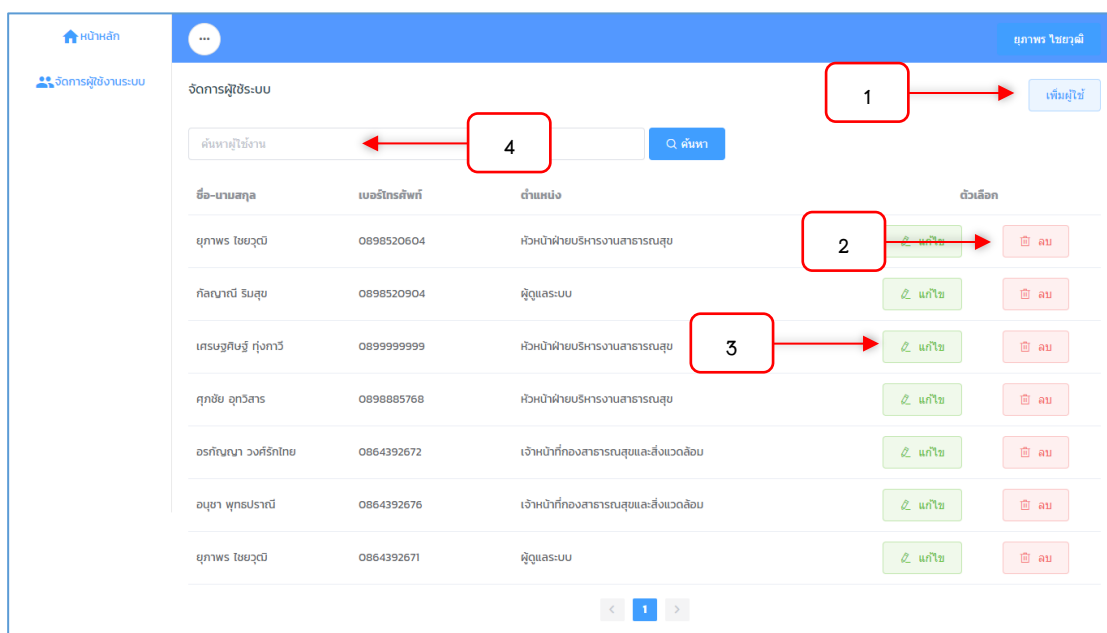 หน้าหลัก
...
ยุภาพร ไชยวุฒิ
จัดการผู้ใช้งานระบบ
จัดการผู้ใช้ระบบ
1
เพิ่มผู้ใช้
ค้นหาผู้ใช้งาน
4
ค้นหา
ชื่อ-นามสกุล เบอร์โทรศัพท์ ตำแหน่ง ตัวเลือก
ยุภาพร ไชยวุฒิ 0898520604 หัวหน้าฝ่ายบริหารงานสาธารณสุข 2 แก้ไข ลบ
กัลญาณี ริมสุข 0898520904 ผู้ดูแลระบบ แก้ไข ลบ
เศรษฐศิษฐ์ ทุ่งกาวี 0899999999 หัวหน้าฝ่ายบริหารงานสาธารณสุข 3 แก้ไข ลบ
ศุภชัย อุทวิสาร 0898885768 หัวหน้าฝ่ายบริหารงานสาธารณสุข แก้ไข ลบ
อรกัญญา วงศ์รักไทย 0864392672 เจ้าหน้าที่กองสาธารณสุขและสิ่งแวดล้อม แก้ไข ลบ
อนุชา พุทธปราณี 0864392676 เจ้าหน้าที่กองสาธารณสุขและสิ่งแวดล้อม แก้ไข ลบ
ยุภาพร ไชยวุฒิ 0864392671 ผู้ดูแลระบบ แก้ไข ลบ
< 1 >